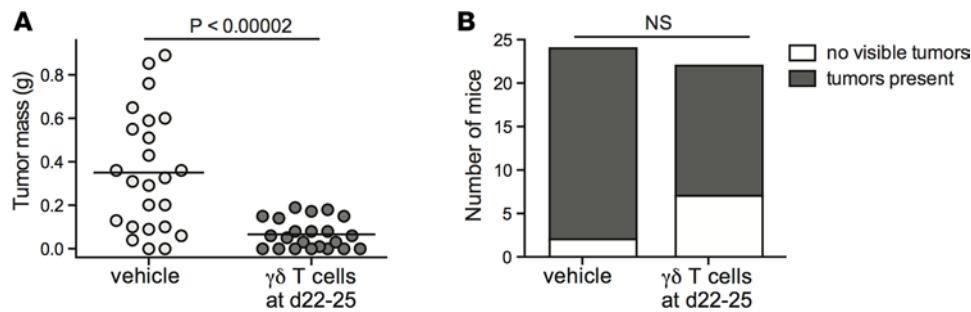 A
P < 0.00002
Tumor mass (g)
0.8
0.6
0.4
0.2
0.0
vehicle
γδ T cells
at d22-25
B
NS
Number of mice
25
20
15
10
5
0
vehicle
γδ T cells
at d22-25
no visible tumors
tumors present